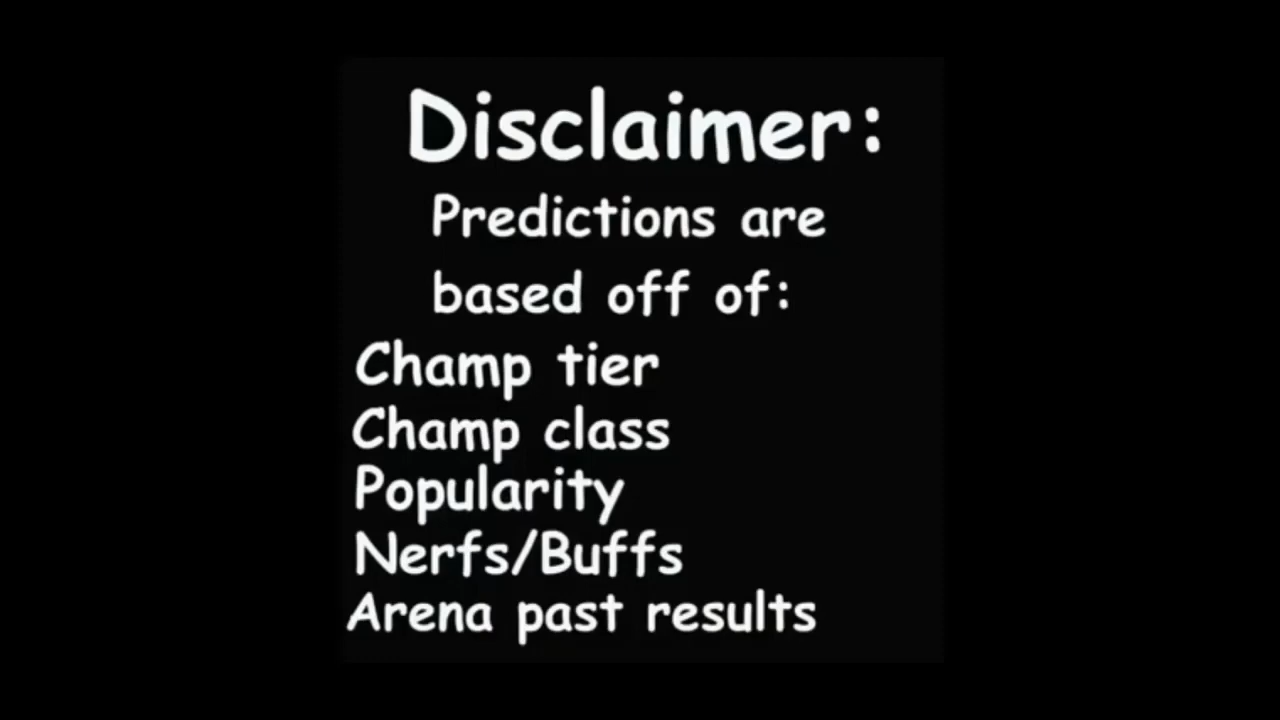 Disclaimer:
Predictions are
based off of:
Champ tier
Champ class
Popularity
Nerfs/Buffs
Arena past results